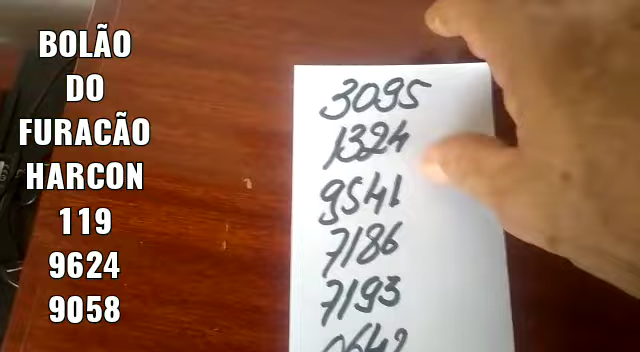 BOLÃO
DO
FURACÃO
HARCON
119
9624
9058
3095
1324
9541
7186
7193